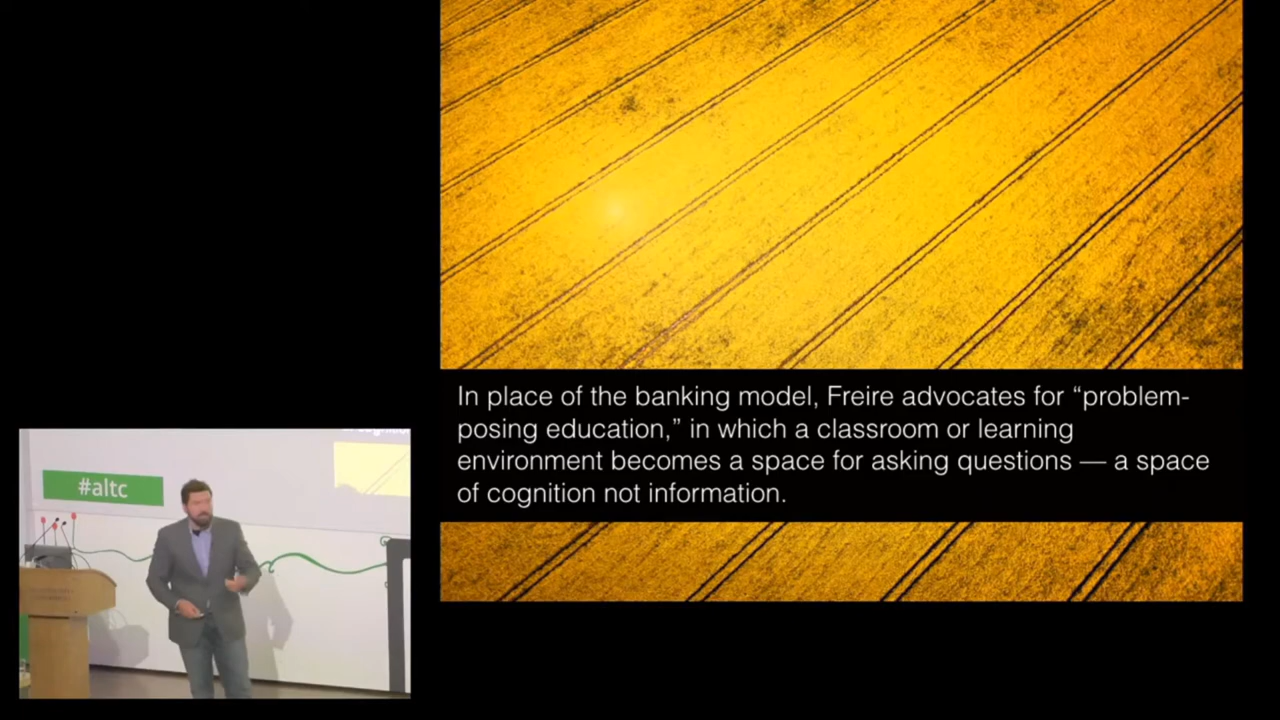 In place of the banking model, Freire advocates for “problem-
posing education,” in which a classroom or learning
environment becomes a space for asking questions — a space
of cognition not information.
#altc